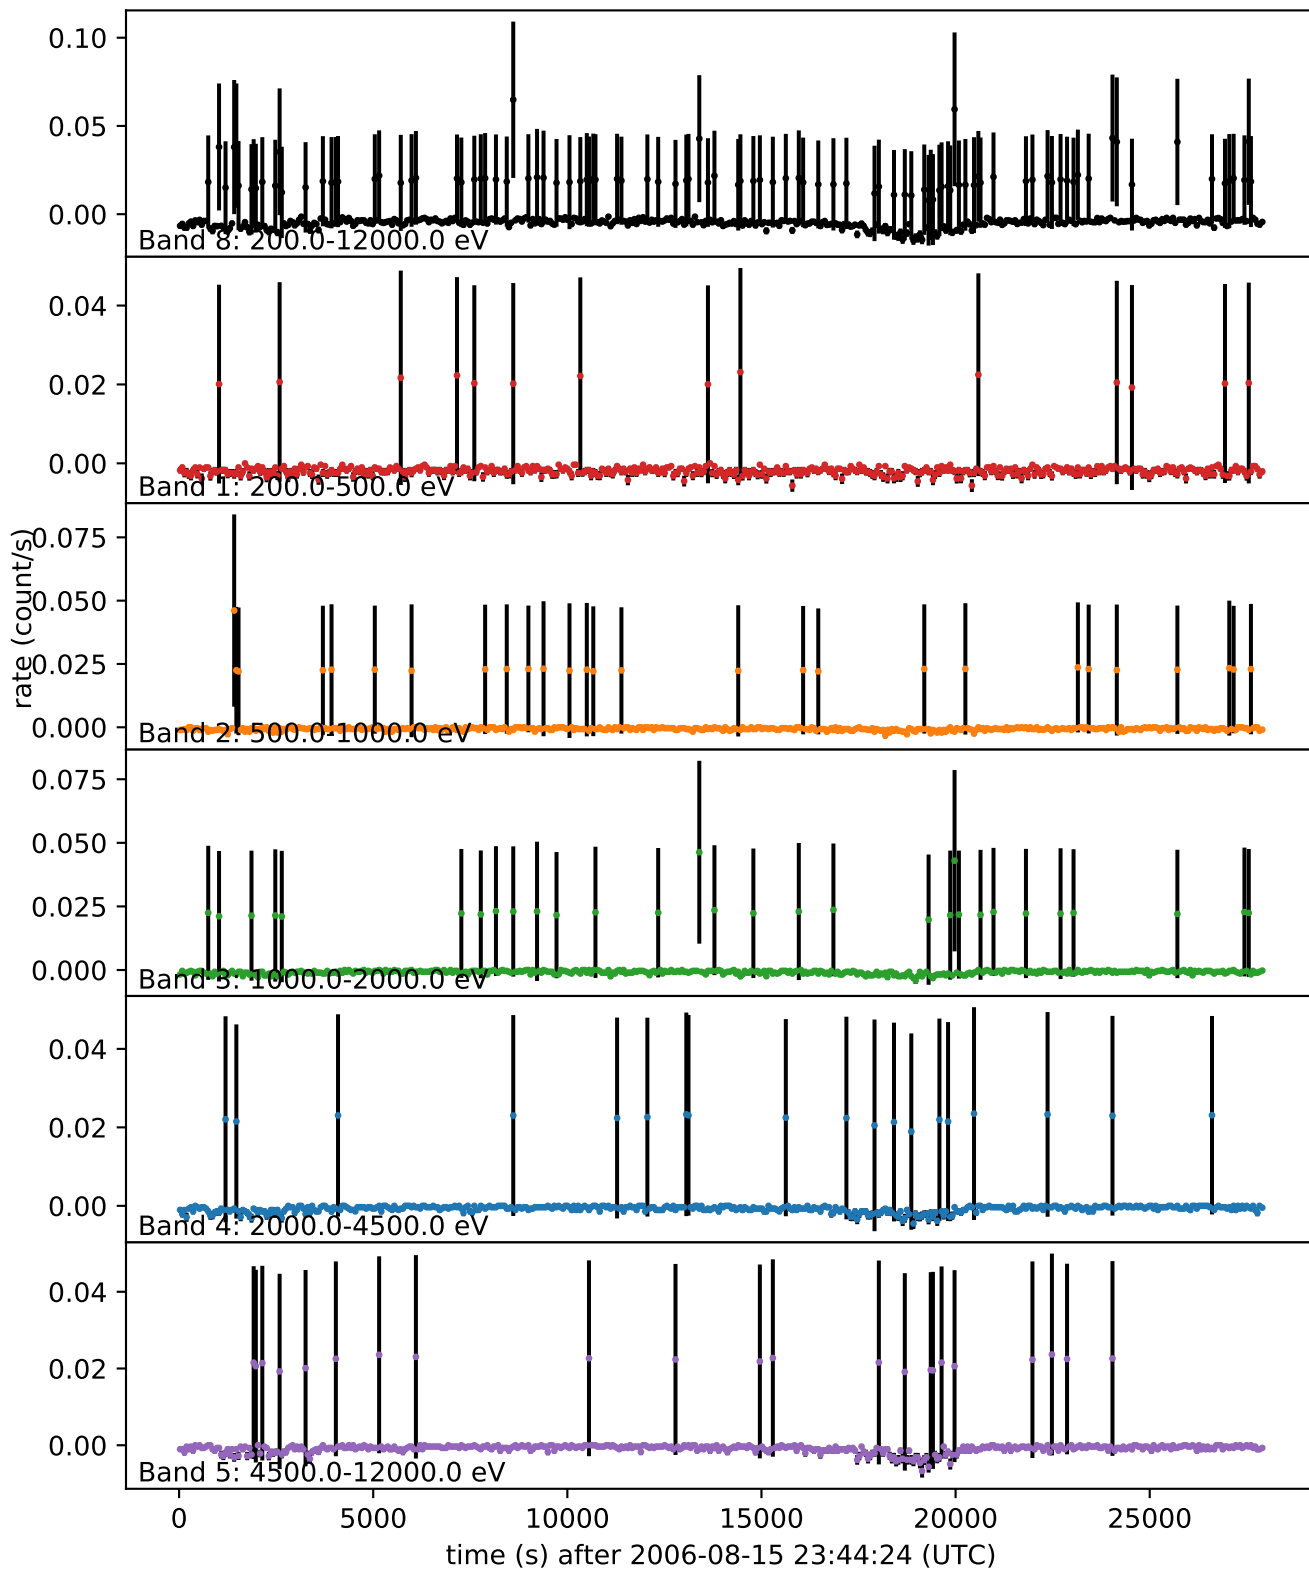 0.10
0.05
0.00
Band 8: 200.0-12000.0 eV
0.04
0.02
0.00
Band 1: 200.0-500.0 eV
rate (count/s)
0.075
0.050
0.025
0.000
Band 2: 500.0-1000.0 eV
0.075
0.050
0.025
0.000
Band 3: 1000.0-2000.0 eV
0.04
0.02
0.00
Band 4: 2000.0-4500.0 eV
0.04
0.02
0.00
Band 5: 4500.0-12000.0 eV
0 5000 10000 15000 20000 25000
time (s) after 2006-08-15 23:44:24 (UTC)